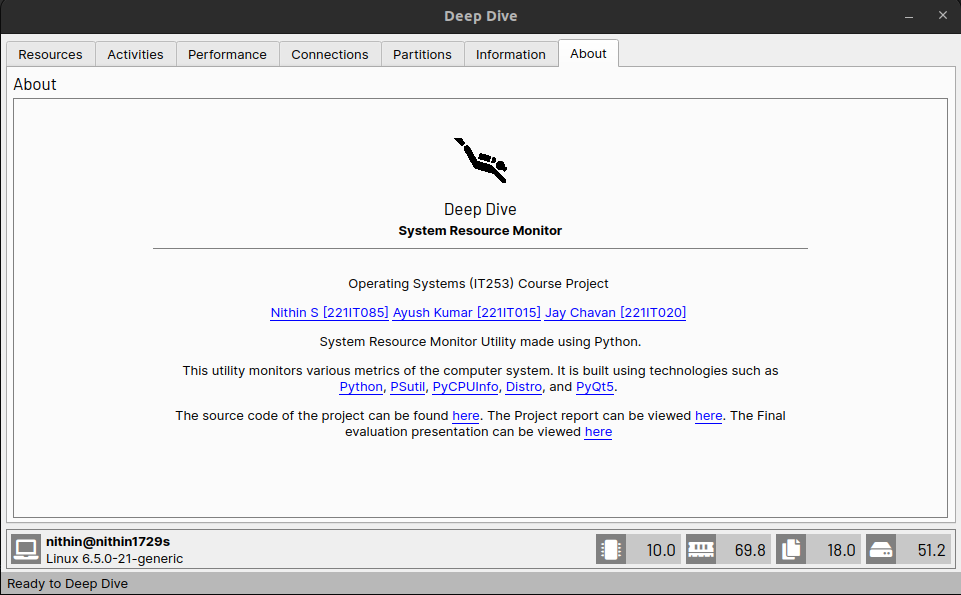 Deep Dive
Resources
Activities
Performance
Connections
Partitions
Information
About
About
Deep Dive
System Resource Monitor
Operating Systems (IT253) Course Project
Nithin S [221IT085] Ayush Kumar [221IT015] Jay Chavan [221IT020]
System Resource Monitor Utility made using Python.
This utility monitors various metrics of the computer system. It is built using technologies such as
Python, PSutil, PyCPUInfo, Distro, and PyQt5.
The source code of the project can be found here. The Project report can be viewed here. The Final
evaluation presentation can be viewed here
nithin@nithin1729s
Linux 6.5.0-21-generic
10.0
69.8
18.0
51.2
Ready to Deep Dive